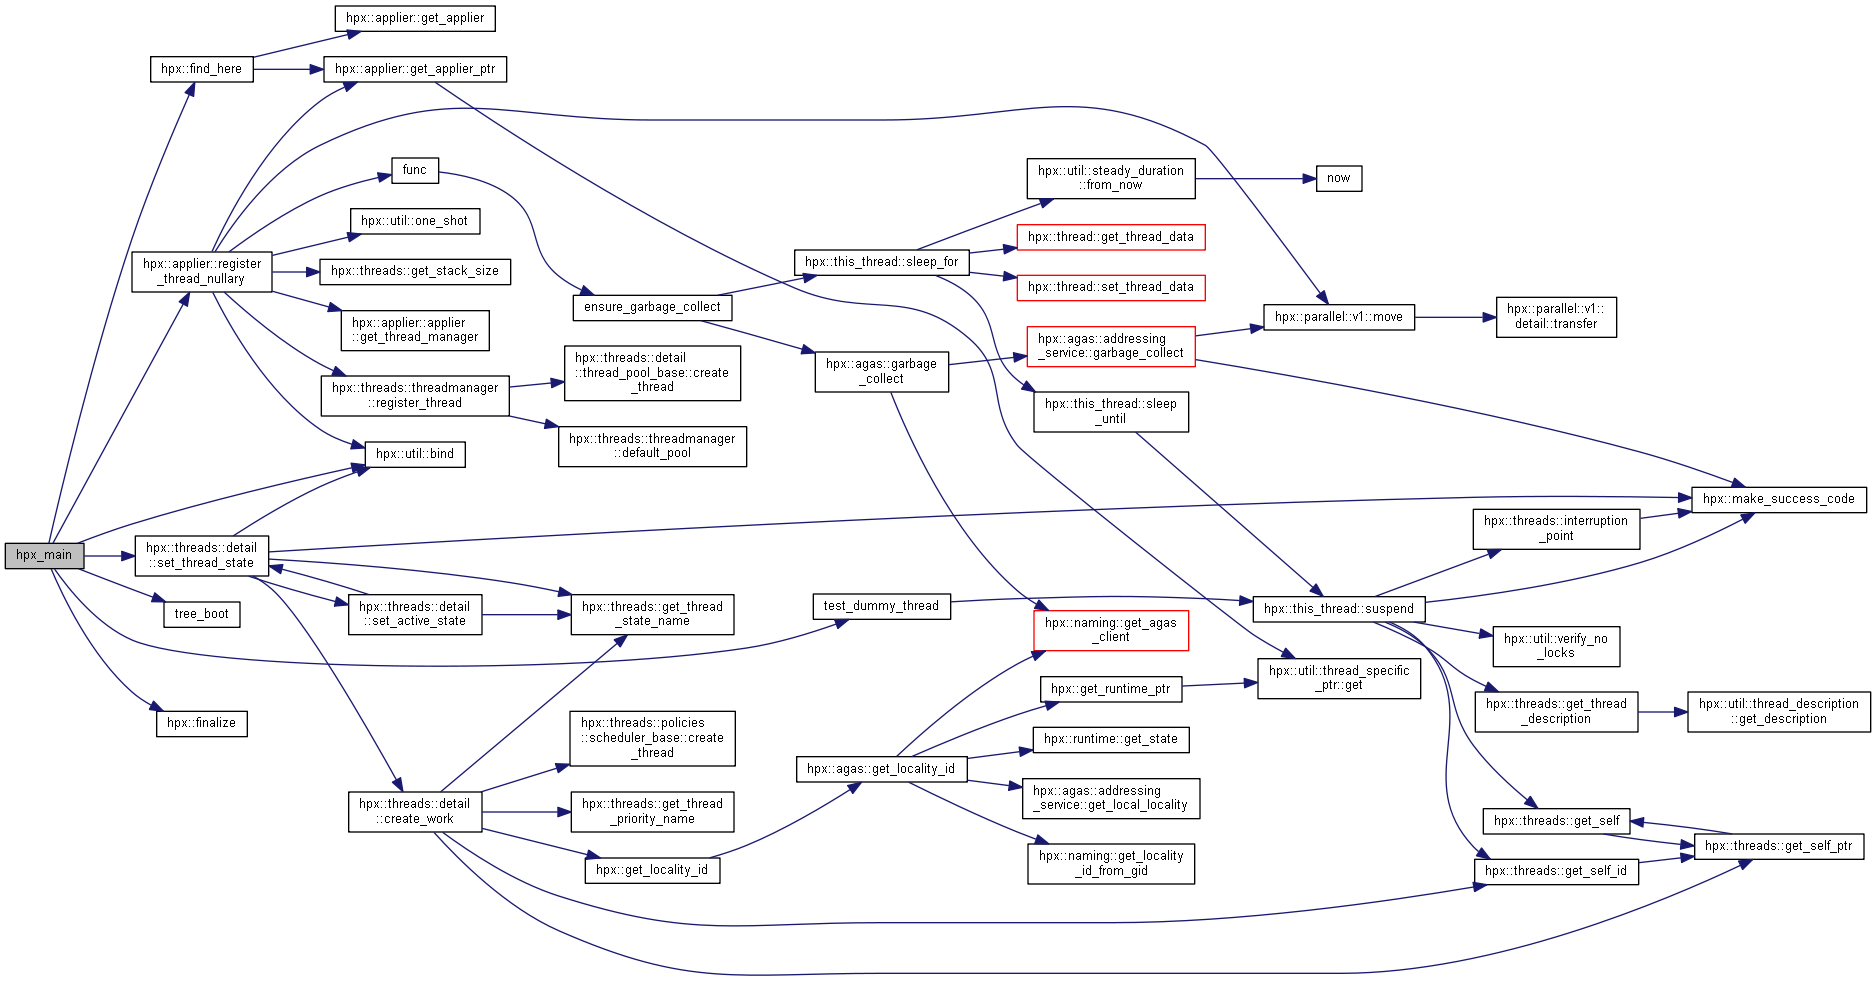 hpx_main
hpx::find_here
hpx::applier::get_applier
hpx::applier::get_applier_ptr
hpx::applier::register
_thread_nullary
func
hpx::util::one_shot
hpx::threads::get_stack_size
hpx::applier::applier
::get_thread_manager
hpx::threads::threadmanager
::register_thread
hpx::util::bind
hpx::threads::detail
::thread_pool_base::create
_thread
hpx::threads::threadmanager
::default_pool
hpx::threads::detail
::set_thread_state
tree_boot
hpx::finalize
hpx::threads::detail
::set_active_state
hpx::threads::get_thread
_state_name
hpx::threads::detail
::create_work
hpx::threads::policies
::scheduler_base::create
_thread
hpx::threads::get_thread
_priority_name
hpx::get_locality_id
ensure_garbage_collect
hpx::this_thread::sleep_for
hpx::agas::garbage
_collect
test_dummy_thread
hpx::agas::get_locality_id
hpx::util::steady_duration
::from_now
now
hpx::thread::get_thread_data
hpx::thread::set_thread_data
hpx::agas::addressing
_service::garbage_collect
hpx::this_thread::sleep
_until
hpx::parallel::v1::move
hpx::parallel::v1::
detail::transfer
hpx::naming::get_agas
_client
hpx::get_runtime_ptr
hpx::runtime::get_state
hpx::agas::addressing
_service::get_local_locality
hpx::naming::get_locality
_id_from_gid
hpx::this_thread::suspend
hpx::util::thread_specific
_ptr::get
hpx::make_success_code
hpx::threads::interruption
_point
hpx::util::verify_no
_locks
hpx::threads::get_thread
_description
hpx::util::thread_description
::get_description
hpx::threads::get_self
hpx::threads::get_self_ptr
hpx::threads::get_self_id